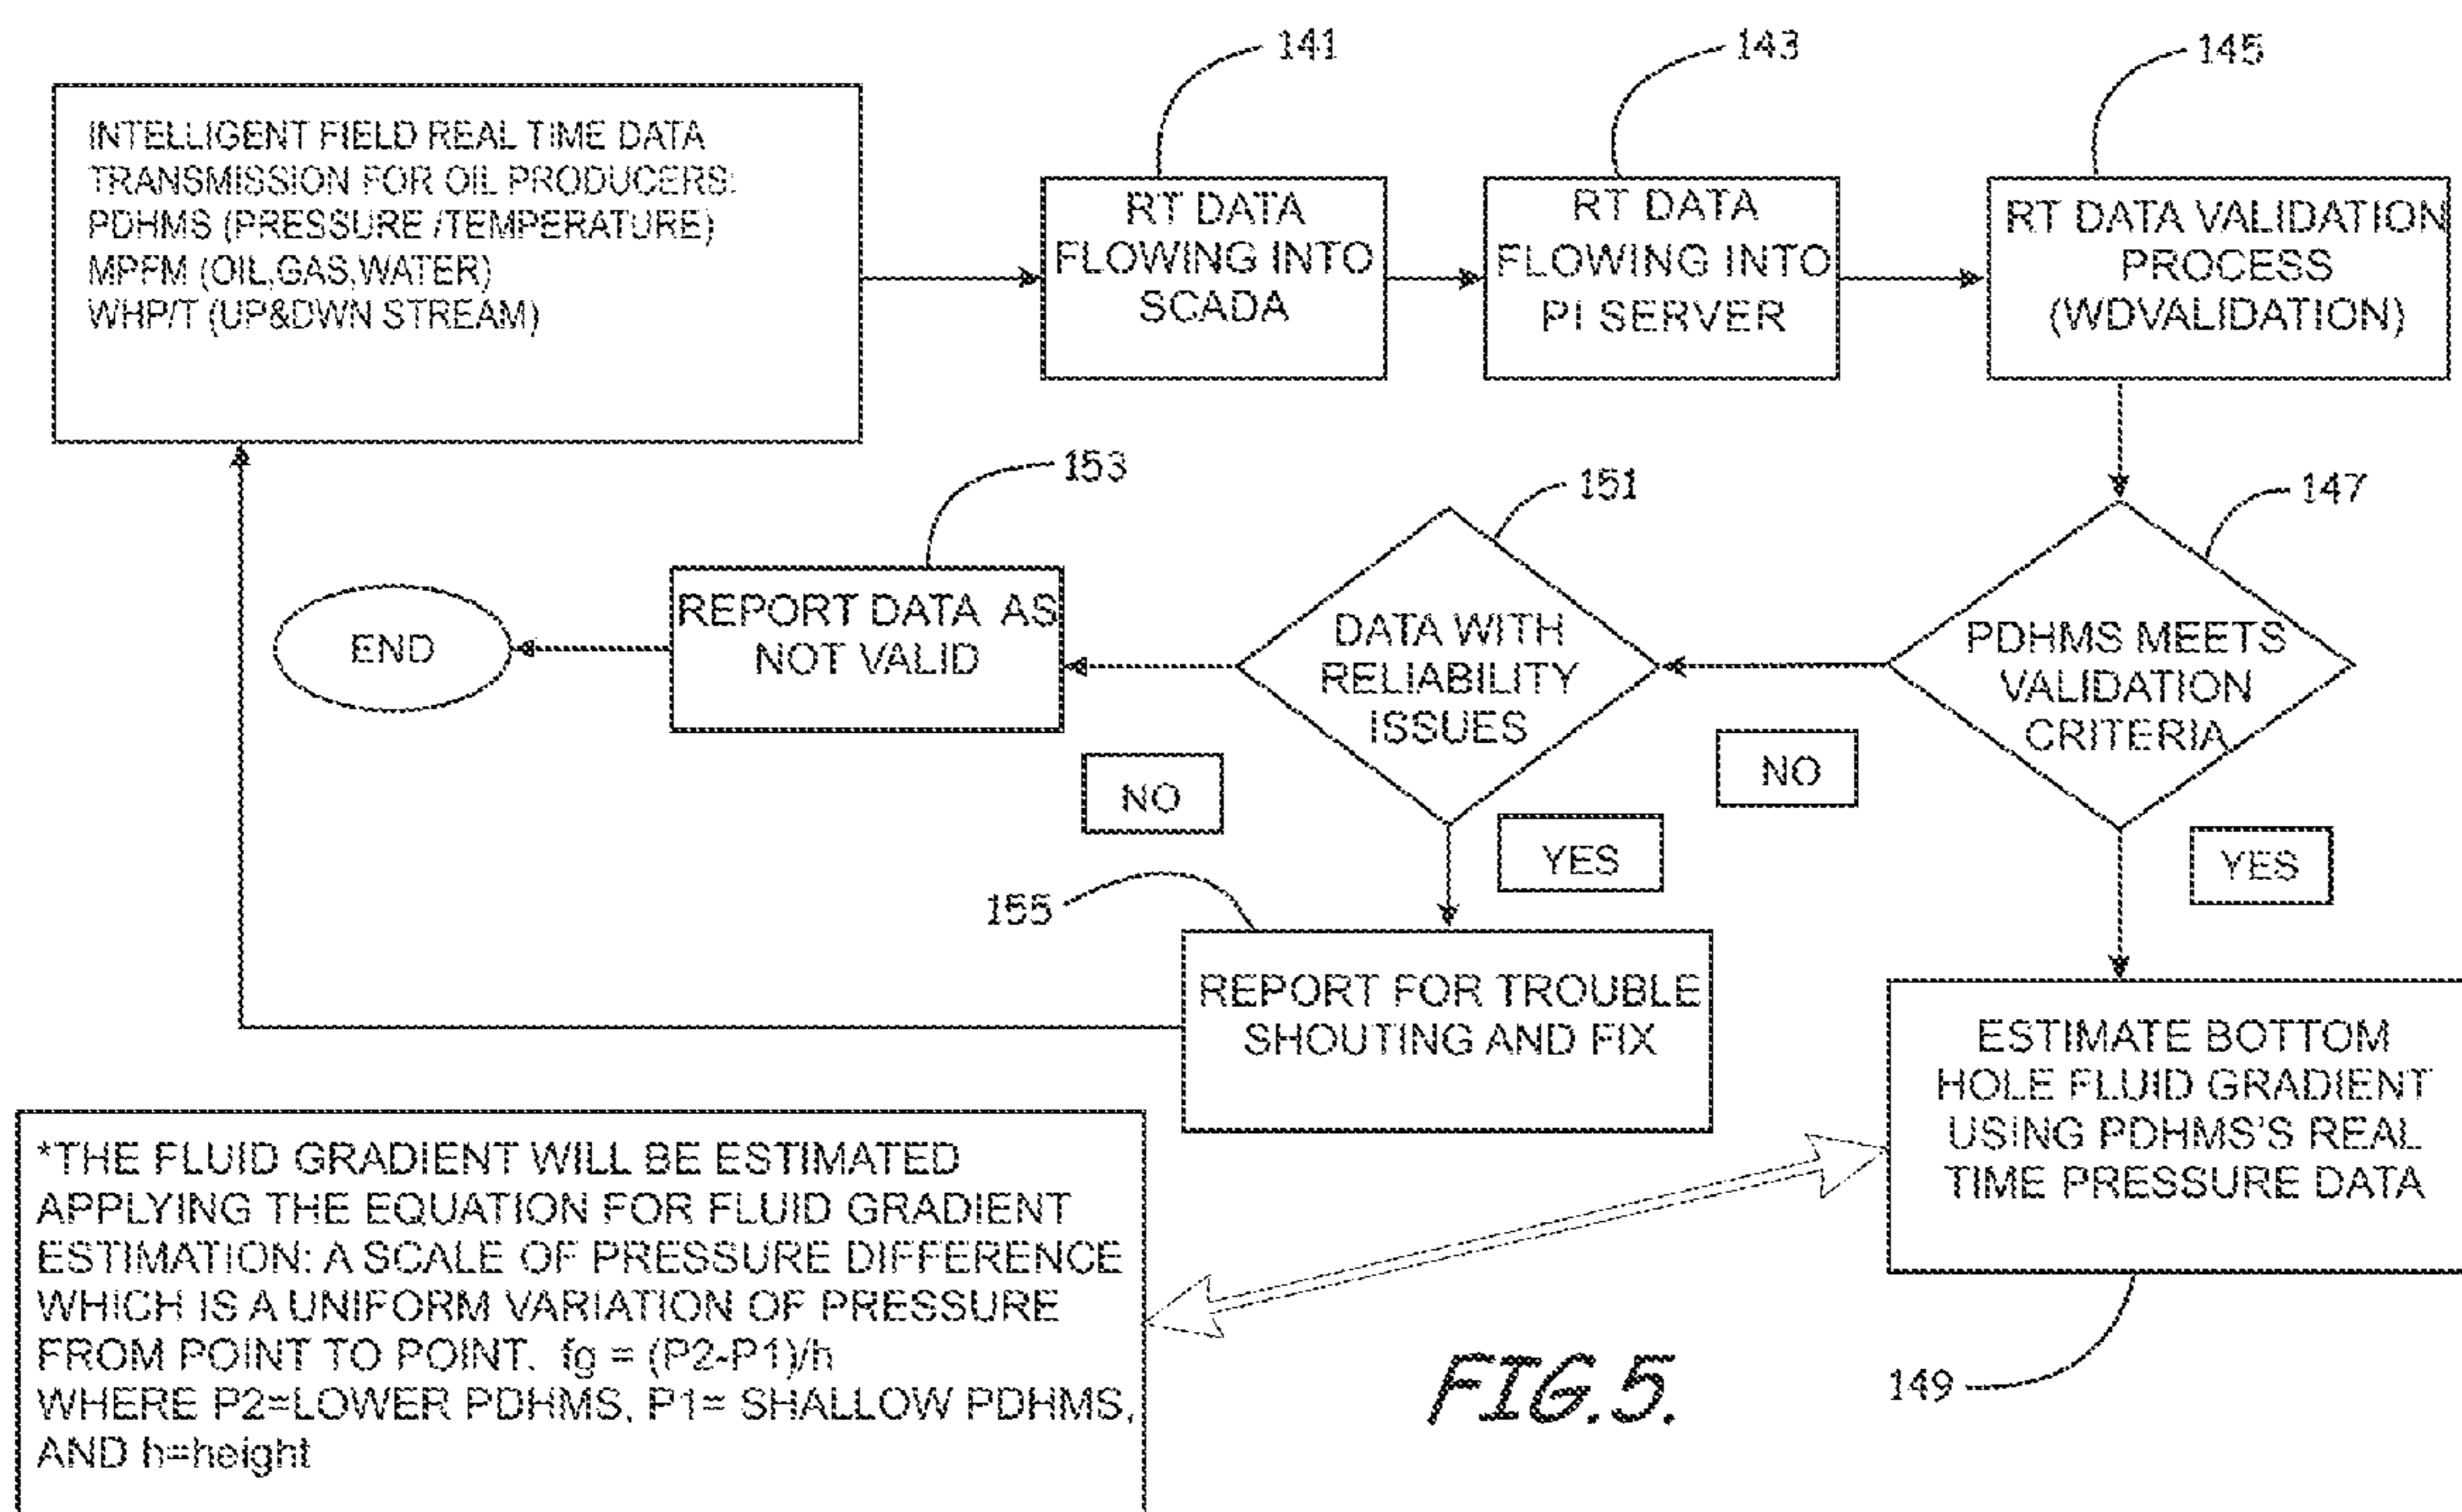 141
143
145
INTELLIGENT FIELD REAL TIME DATA
TRANSMISSION FOR OIL PRODUCERS:
PDHMS (PRESSURE /TEMPERATURE)
MPFM (OIL,GAS,WATER)
WHP/T (UP&DWN STREAM)
RT DATA
FLOWING INTO
SCADA
RT DATA
FLOWING INTO
PI SERVER
RT DATA VALIDATION
PROCESS
(WDVALIDATION)
153
151
147
END
REPORT DATA AS
NOT VALID
DATA WITH
RELIABILITY
ISSUES
PDHMS MEETS
VALIDATION
CRITERIA
NO
NO
YES
YES
155
REPORT FOR TROUBLE
SHOUTING AND FIX
ESTIMATE BOTTOM
HOLE FLUID GRADIENT
USING PDHMS'S REAL
TIME PRESSURE DATA
*THE FLUID GRADIENT WILL BE ESTIMATED
APPLYING THE EQUATION FOR FLUID GRADIENT
ESTIMATION: A SCALE OF PRESSURE DIFFERENCE
WHICH IS A UNIFORM VARIATION OF PRESSURE
FROM POINT TO POINT. fg = (P2-P1)/h
WHERE P2=LOWER PDHMS, P1= SHALLOW PDHMS,
AND h=height
149
FIG.5.